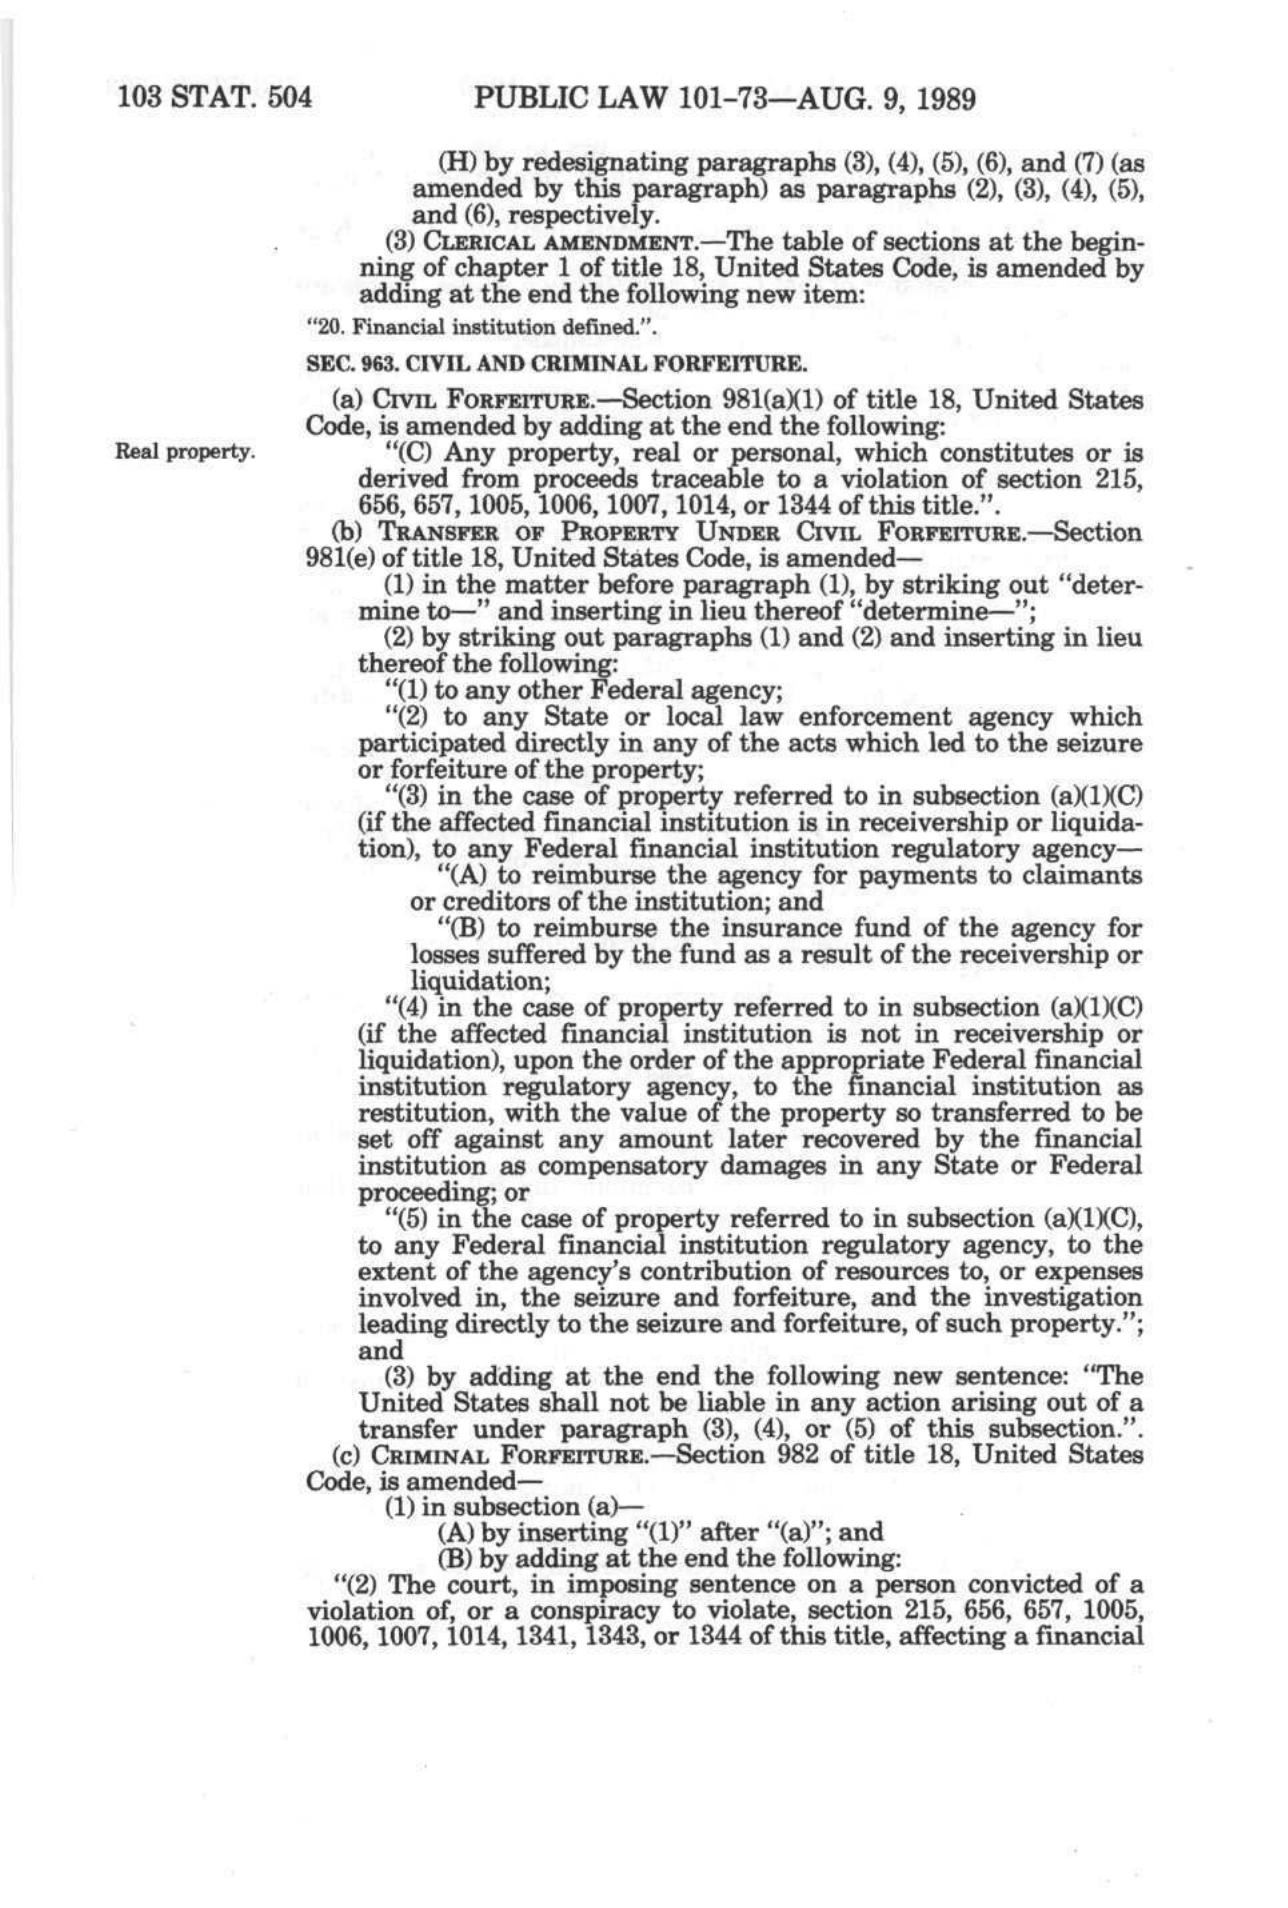 103 STAT. 504
PUBLIC LAW 101-73—AUG. 9, 1989
(H) by redesignating paragraphs (3), (4), (5), (6), and (7) (as
amended by this paragraph) as paragraphs (2), (3), (4), (5),
and (6), respectively.
(3) CLERICAL AMENDMENT.—The table of sections at the begin-
ning of chapter 1 of title 18, United States Code, is amended by
adding at the end the following new item:
“20. Financial institution defined.”.
SEC. 963. CIVIL AND CRIMINAL FORFEITURE.
(a) CIVIL FORFEITURE.—Section 981(a)(1) of title 18, United States
Code, is amended by adding at the end the following:
Real property.
“(C) Any property, real or personal, which constitutes or is
derived from proceeds traceable to a violation of section 215,
656, 657, 1005, 1006, 1007, 1014, or 1344 of this title.”.
(b) TRANSFER OF PROPERTY UNDER CIVIL FORFEITURE.—Section
981(e) of title 18, United States Code, is amended—
(1) in the matter before paragraph (1), by striking out “deter-
mine to—” and inserting in lieu thereof “determine—”;
(2) by striking out paragraphs (1) and (2) and inserting in lieu
thereof the following:
“(1) to any other Federal agency;
“(2) to any State or local law enforcement agency which
participated directly in any of the acts which led to the seizure
or forfeiture of the property;
“(3) in the case of property referred to in subsection (a)(1)(C)
(if the affected financial institution is in receivership or liquida-
tion), to any Federal financial institution regulatory agency—
“(A) to reimburse the agency for payments to claimants
or creditors of the institution; and
“(B) to reimburse the insurance fund of the agency for
losses suffered by the fund as a result of the receivership or
liquidation;
“(4) in the case of property referred to in subsection (a)(1)(C)
(if the affected financial institution is not in receivership or
liquidation), upon the order of the appropriate Federal financial
institution regulatory agency, to the financial institution as
restitution, with the value of the property so transferred to be
set off against any amount later recovered by the financial
institution as compensatory damages in any State or Federal
proceeding; or
“(5) in the case of property referred to in subsection (a)(1)(C),
to any Federal financial institution regulatory agency, to the
extent of the agency’s contribution of resources to, or expenses
involved in, the seizure and forfeiture, and the investigation
leading directly to the seizure and forfeiture, of such property.”;
and
(3) by adding at the end the following new sentence: “The
United States shall not be liable in any action arising out of a
transfer under paragraph (3), (4), or (5) of this subsection.”.
(c) CRIMINAL FORFEITURE.—Section 982 of title 18, United States
Code, is amended—
(1) in subsection (a)—
(A) by inserting “(1)” after “(a)”; and
(B) by adding at the end the following:
“(2) The court, in imposing sentence on a person convicted of a
violation of, or a conspiracy to violate, section 215, 656, 657, 1005,
1006, 1007, 1014, 1341, 1343, or 1344 of this title, affecting a financial